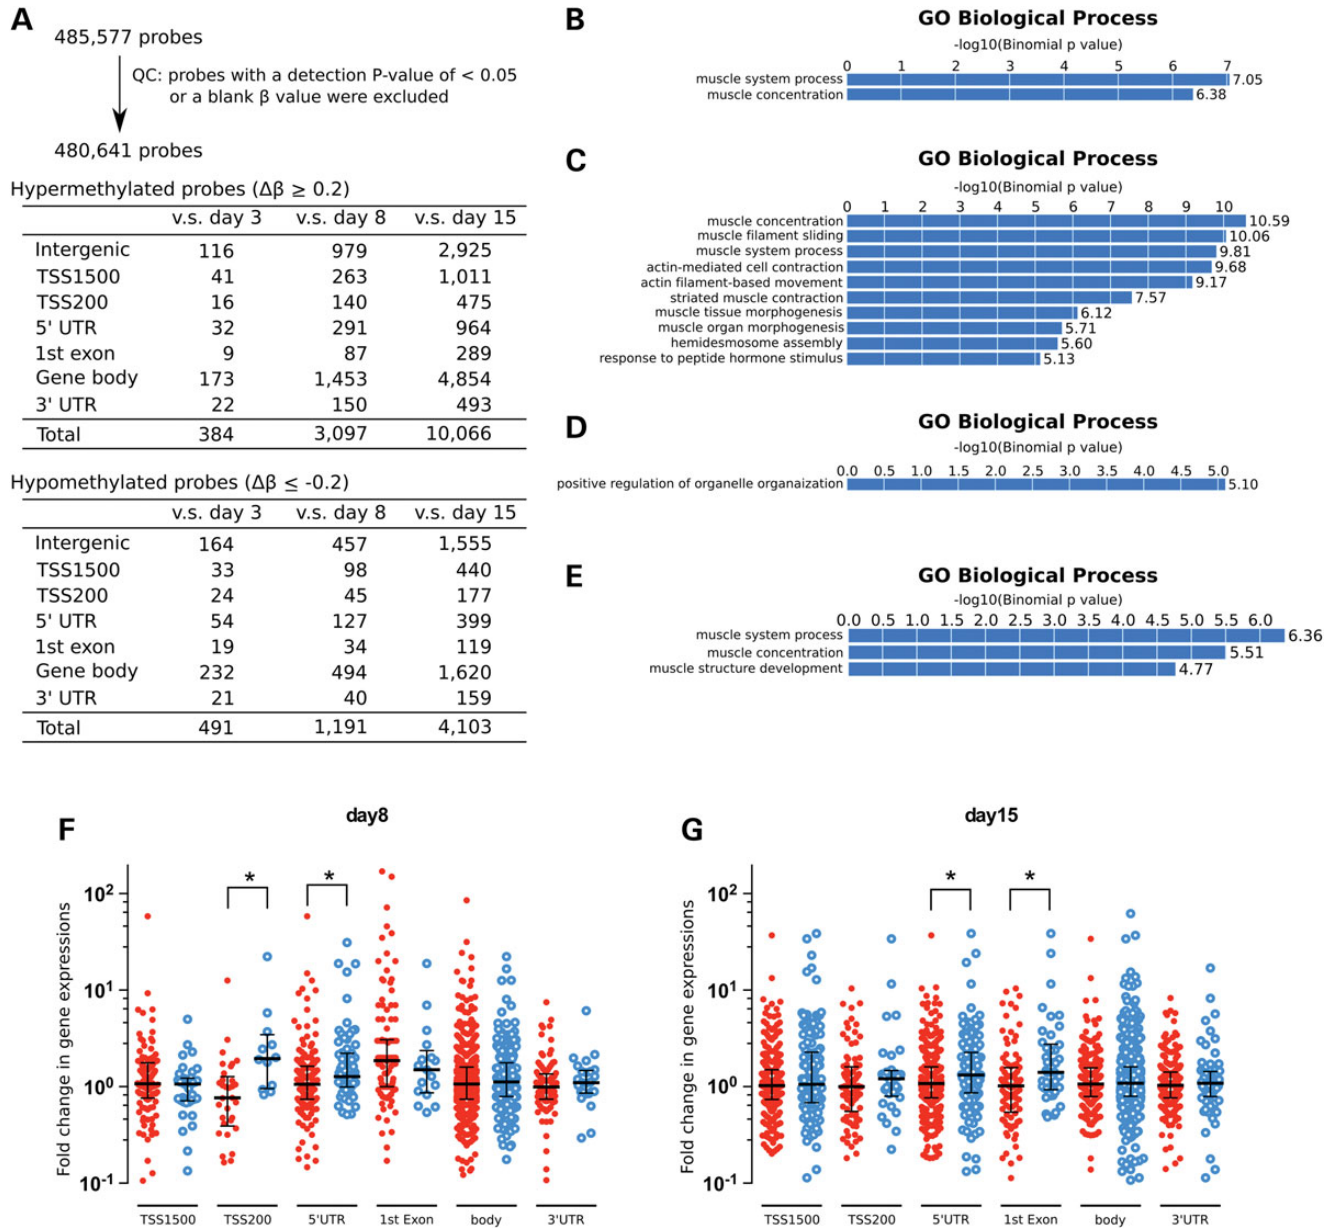 A
485,577 probes
QC: probes with a detection P-value of < 0.05
or a blank β value were excluded
480,641 probes
Hypermethylated probes (Δβ ≥ 0.2)
v.s. day 3 v.s. day 8 v.s. day 15
Intergenic 116 979 2,925
TSS1500 41 263 1,011
TSS200 16 140 475
5' UTR 32 291 964
1st exon 9 87 289
Gene body 173 1,453 4,854
3' UTR 22 150 493
Total 384 3,097 10,066
Hypomethylated probes (Δβ ≤ -0.2)
v.s. day 3 v.s. day 8 v.s. day 15
Intergenic 164 457 1,555
TSS1500 33 98 440
TSS200 24 45 177
5' UTR 54 127 399
1st exon 19 34 119
Gene body 232 494 1,620
3' UTR 21 40 159
Total 491 1,191 4,103
B
GO Biological Process
-log10(Binomial p value)
0 1 2 3 4 5 6 7
muscle system process 7.05
muscle concentration 6.38
C
GO Biological Process
-log10(Binomial p value)
0 1 2 3 4 5 6 7 8 9 10
muscle concentration 10.59
muscle filament sliding 10.06
muscle system process 9.81
actin-mediated cell contraction 9.68
actin filament-based movement 9.17
striated muscle contraction 7.57
muscle tissue morphogenesis 6.12
muscle organ morphogenesis 5.71
hemidesmosome assembly 5.60
response to peptide hormone stimulus 5.13
D
GO Biological Process
-log10(Binomial p value)
0.0 0.5 1.0 1.5 2.0 2.5 3.0 3.5 4.0 4.5 5.0
positive regulation of organelle organaization 5.10
E
GO Biological Process
-log10(Binomial p value)
0.0 0.5 1.0 1.5 2.0 2.5 3.0 3.5 4.0 4.5 5.0 5.5 6.0
muscle system process 6.36
muscle concentration 5.51
muscle structure development 4.77
F
day8
Fold change in gene expressions
10²
10¹
10⁰
10⁻¹
* *
TSS1500 TSS200 5'UTR 1st Exon body 3'UTR
G
day15
Fold change in gene expressions
10²
10¹
10⁰
10⁻¹
* *
TSS1500 TSS200 5'UTR 1st Exon body 3'UTR